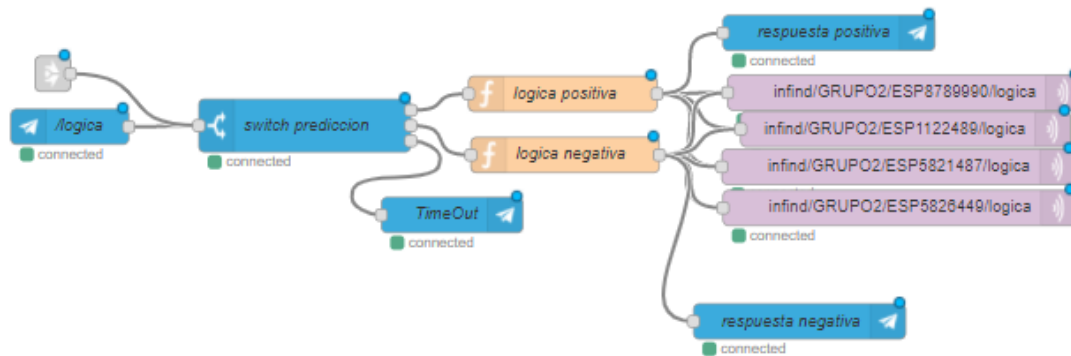 respuesta positiva
connected
/logica
connected
switch prediccion
connected
logica positiva
logica negativa
infind/GRUPO2/ESP8789990/logica
infind/GRUPO2/ESP1122489/logica
infind/GRUPO2/ESP5821487/logica
infind/GRUPO2/ESP5826449/logica
connected
TimeOut
connected
respuesta negativa
connected